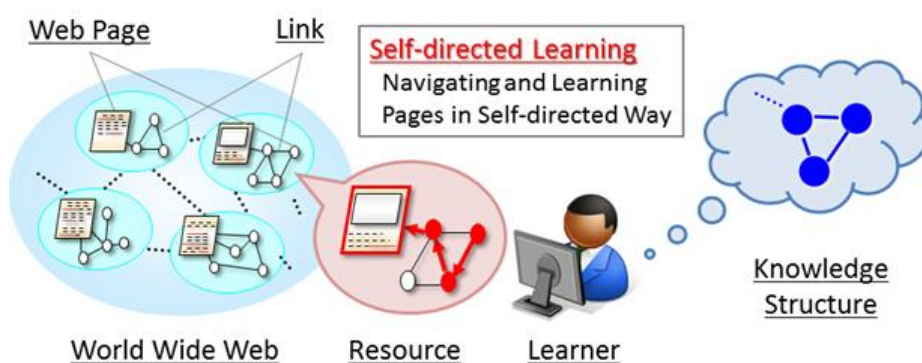 Web Page
Link
Self-directed Learning
Navigating and Learning
Pages in Self-directed Way
Knowledge
Structure
World Wide Web
Resource
Learner